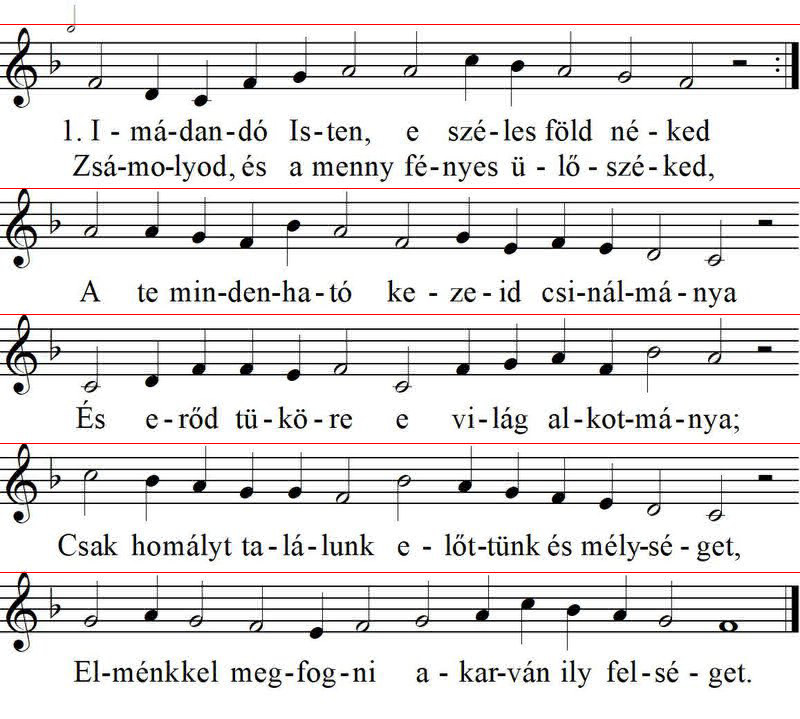 1. I - má-dan-dó Is-ten, e szé-les föld né - ked
Zsá-mo-lyod, és a menny fé-nyes ü - lő - szé-ked,
A te min-den-ha-tó ke - ze-id csi-nál-má-nya
És e-rőd tü-kö-re e vi-lág al-kot-má-nya;
Csak homályt ta-lá-lunk e - lőt-tünk és mély-sé - get,
El-ménkkel meg-fog-ni a - kar-ván ily fel-sé - get.